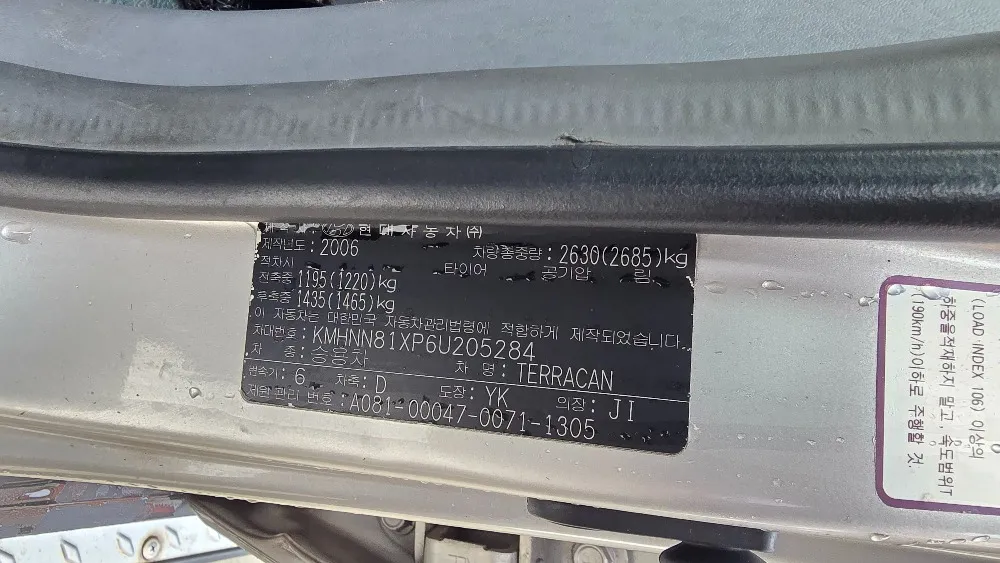 현대자동차(주)
제작년도: 2006 차량총중량: 2630(2685)kg
적차시 타이어 공기압 림
전축중 1195(1220)kg
후축중 1435(1465)kg
이 자동차는 대한민국 자동차관리법령에 적합하게 제작되었습니다.
차대번호: KMHNN81XP6U205284
차 종: 승용차 차 명: TERRACAN
변속기: 6 차축: D 도장: YK 의장: JI
제원 관리 번호: A081-00047-0071-1305
(LOAD INDEX 106) 이상의
하중을적재하지 말고, 속도범위T
(190km/h)이하로 주행할 것.